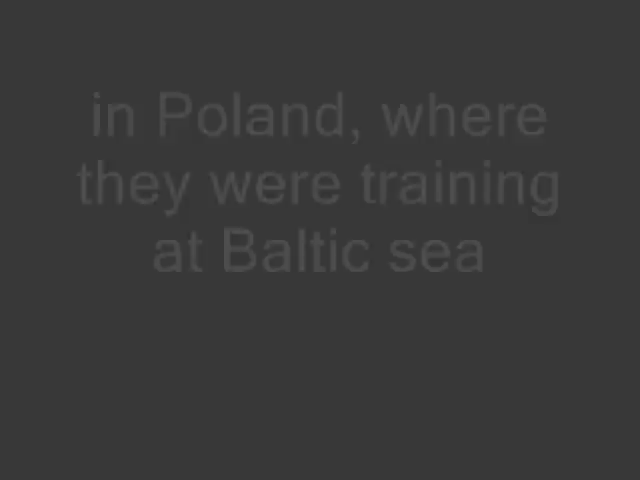 in Poland, where
they were training
at Baltic sea